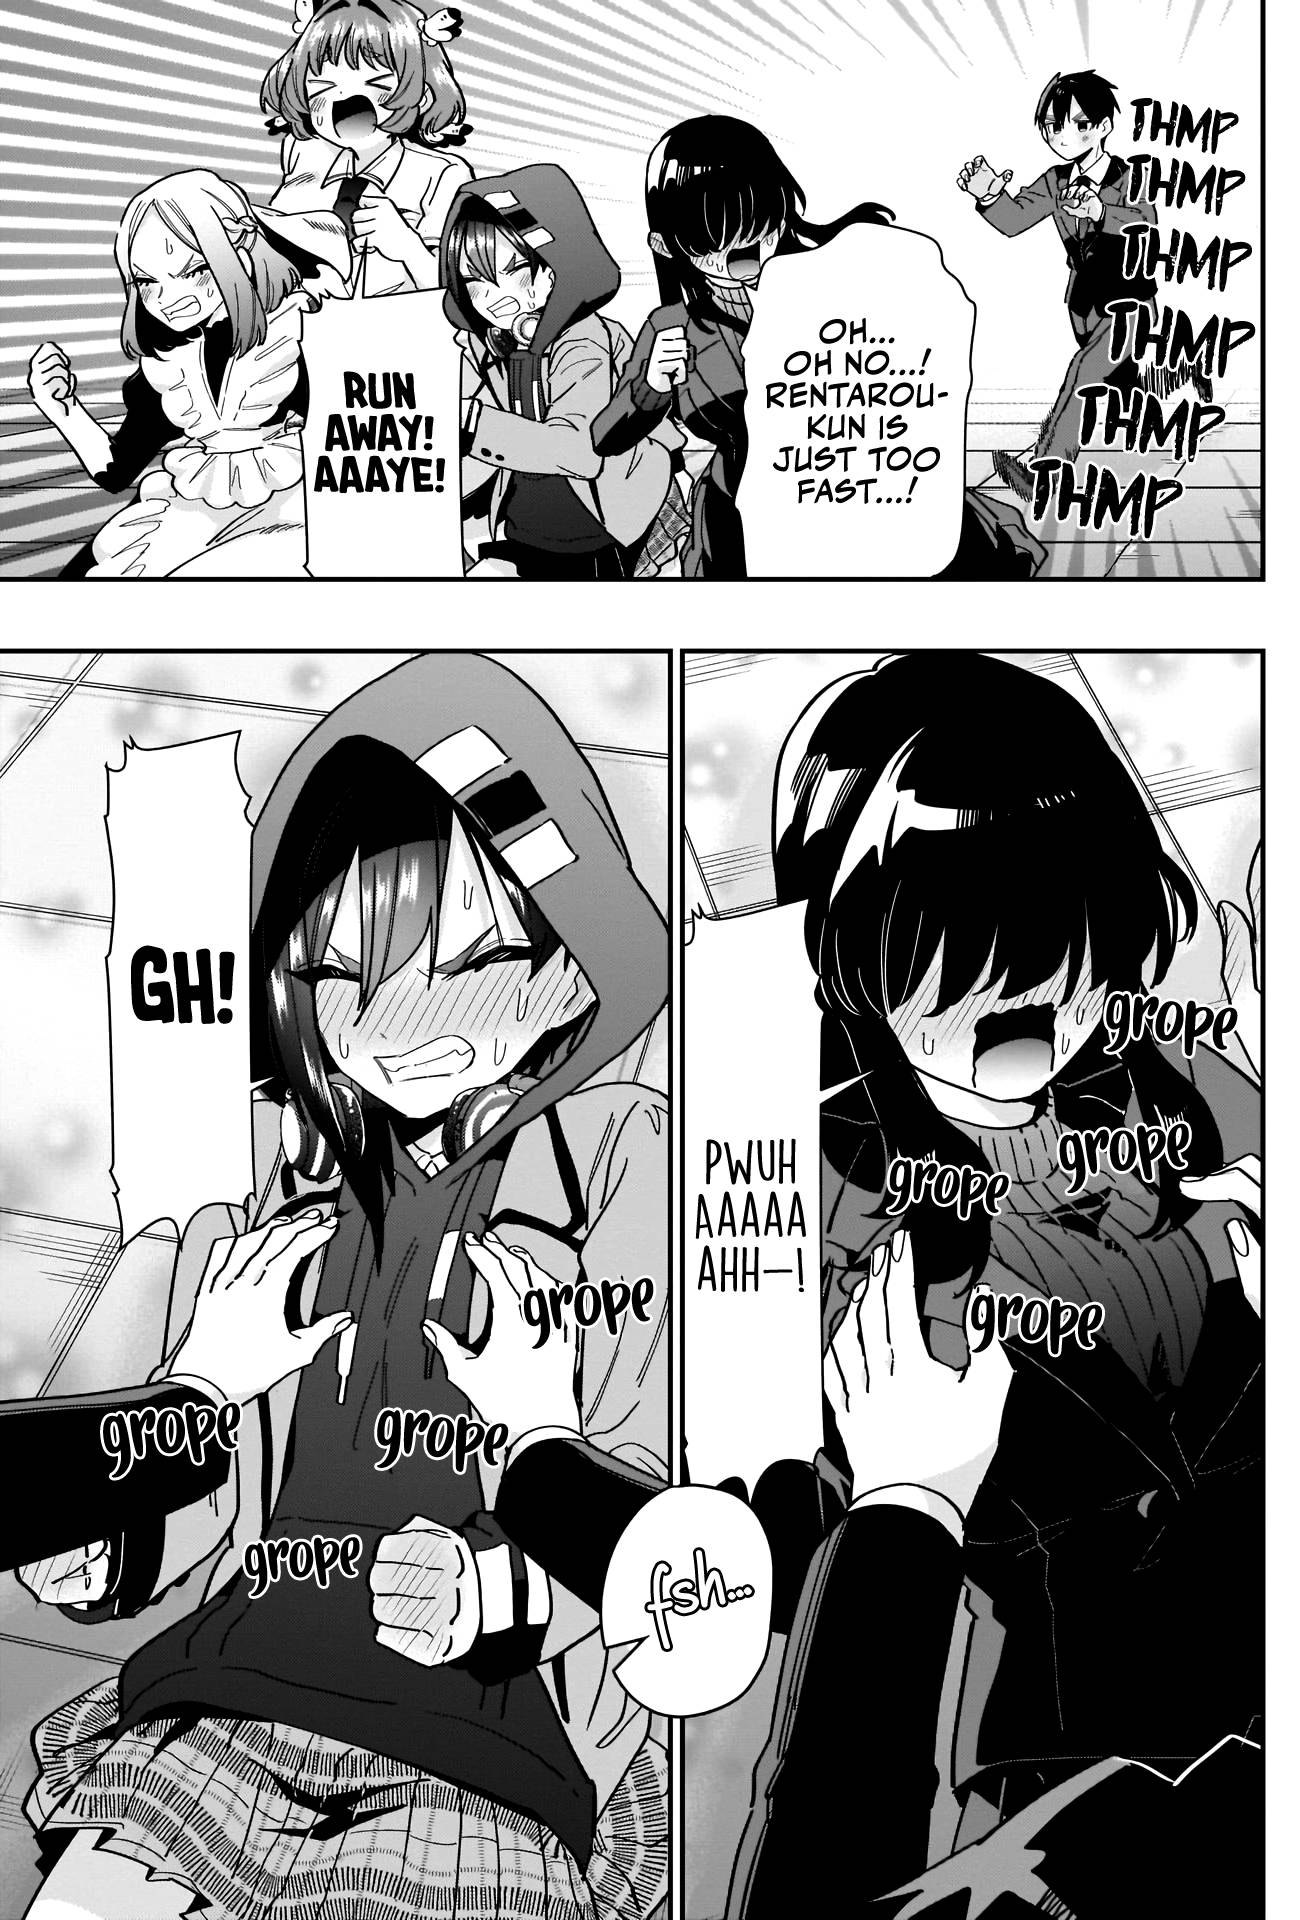 THMP
THMP
THMP
THMP
THMP
THMP
OH...
OH NO...!
RENTAROU-
KUN IS
JUST TOO
FAST...!
RUN
AWAY!
AAAYE!
grope
grope
grope
grope
PWUH
AAAAA
AHH—!
fsh...
GH!
grope
grope
grope
grope